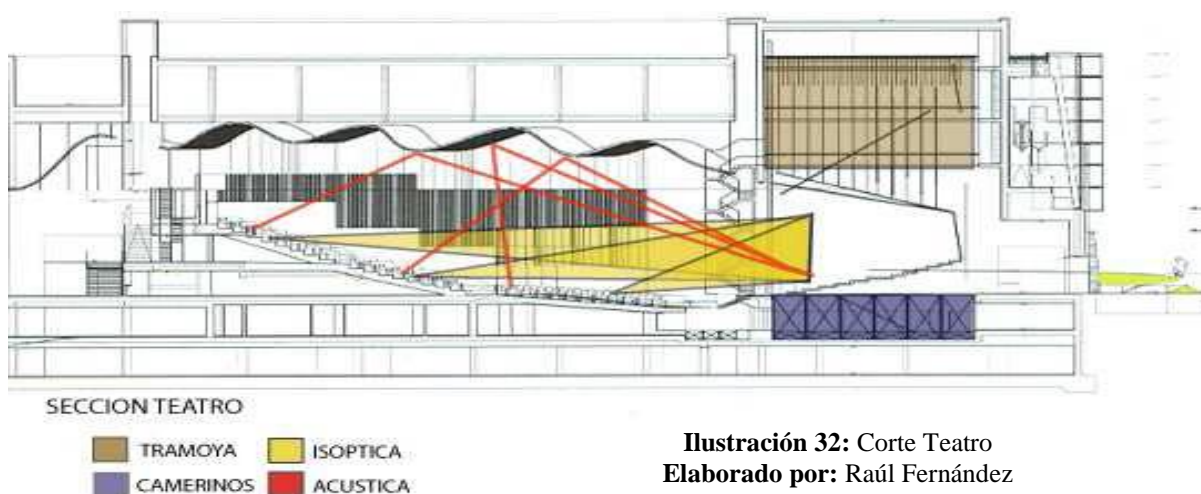 SECCION TEATRO
TRAMOYA
ISOPTICA
CAMERINOS
ACUSTICA
Ilustración 32: Corte Teatro
Elaborado por: Raúl Fernández